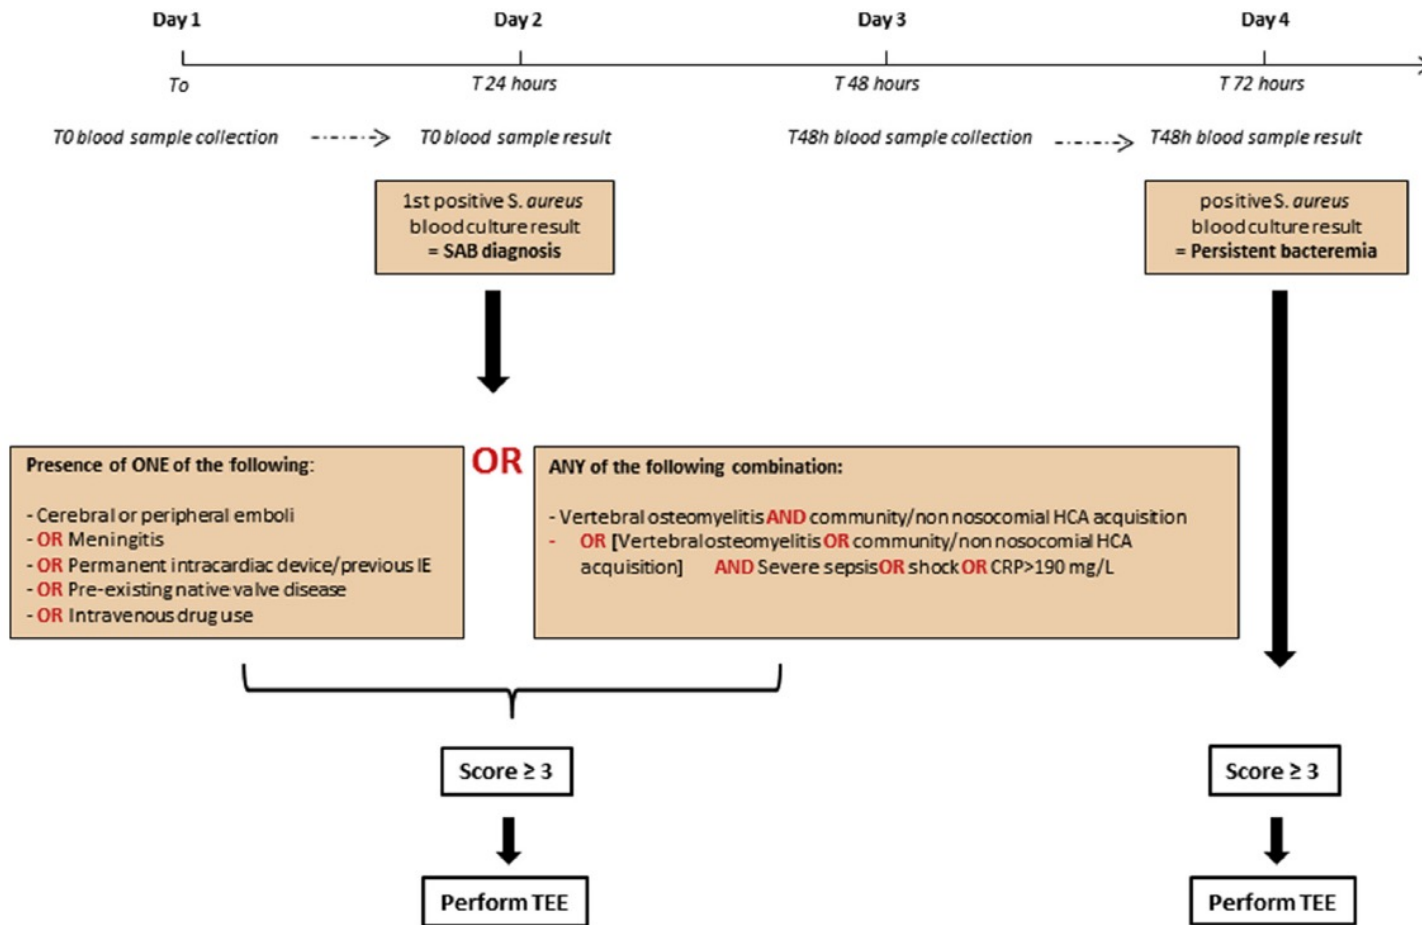 Day 1
Day 2
Day 3
Day 4
To
T 24 hours
T 48 hours
T 72 hours
T0 blood sample collection
T0 blood sample result
T48h blood sample collection
T48h blood sample result
1st positive S. aureus
blood culture result
= SAB diagnosis
positive S. aureus
blood culture result
= Persistent bacteremia
Presence of ONE of the following:
- Cerebral or peripheral emboli
- OR Meningitis
- OR Permanent intracardiac device/previous IE
- OR Pre-existing native valve disease
- OR Intravenous drug use
OR
ANY of the following combination:
- Vertebral osteomyelitis AND community/non nosocomial HCA acquisition
- OR [Vertebral osteomyelitis OR community/non nosocomial HCA
acquisition] AND Severe sepsis OR shock OR CRP>190 mg/L
Score ≥ 3
Score ≥ 3
Perform TEE
Perform TEE